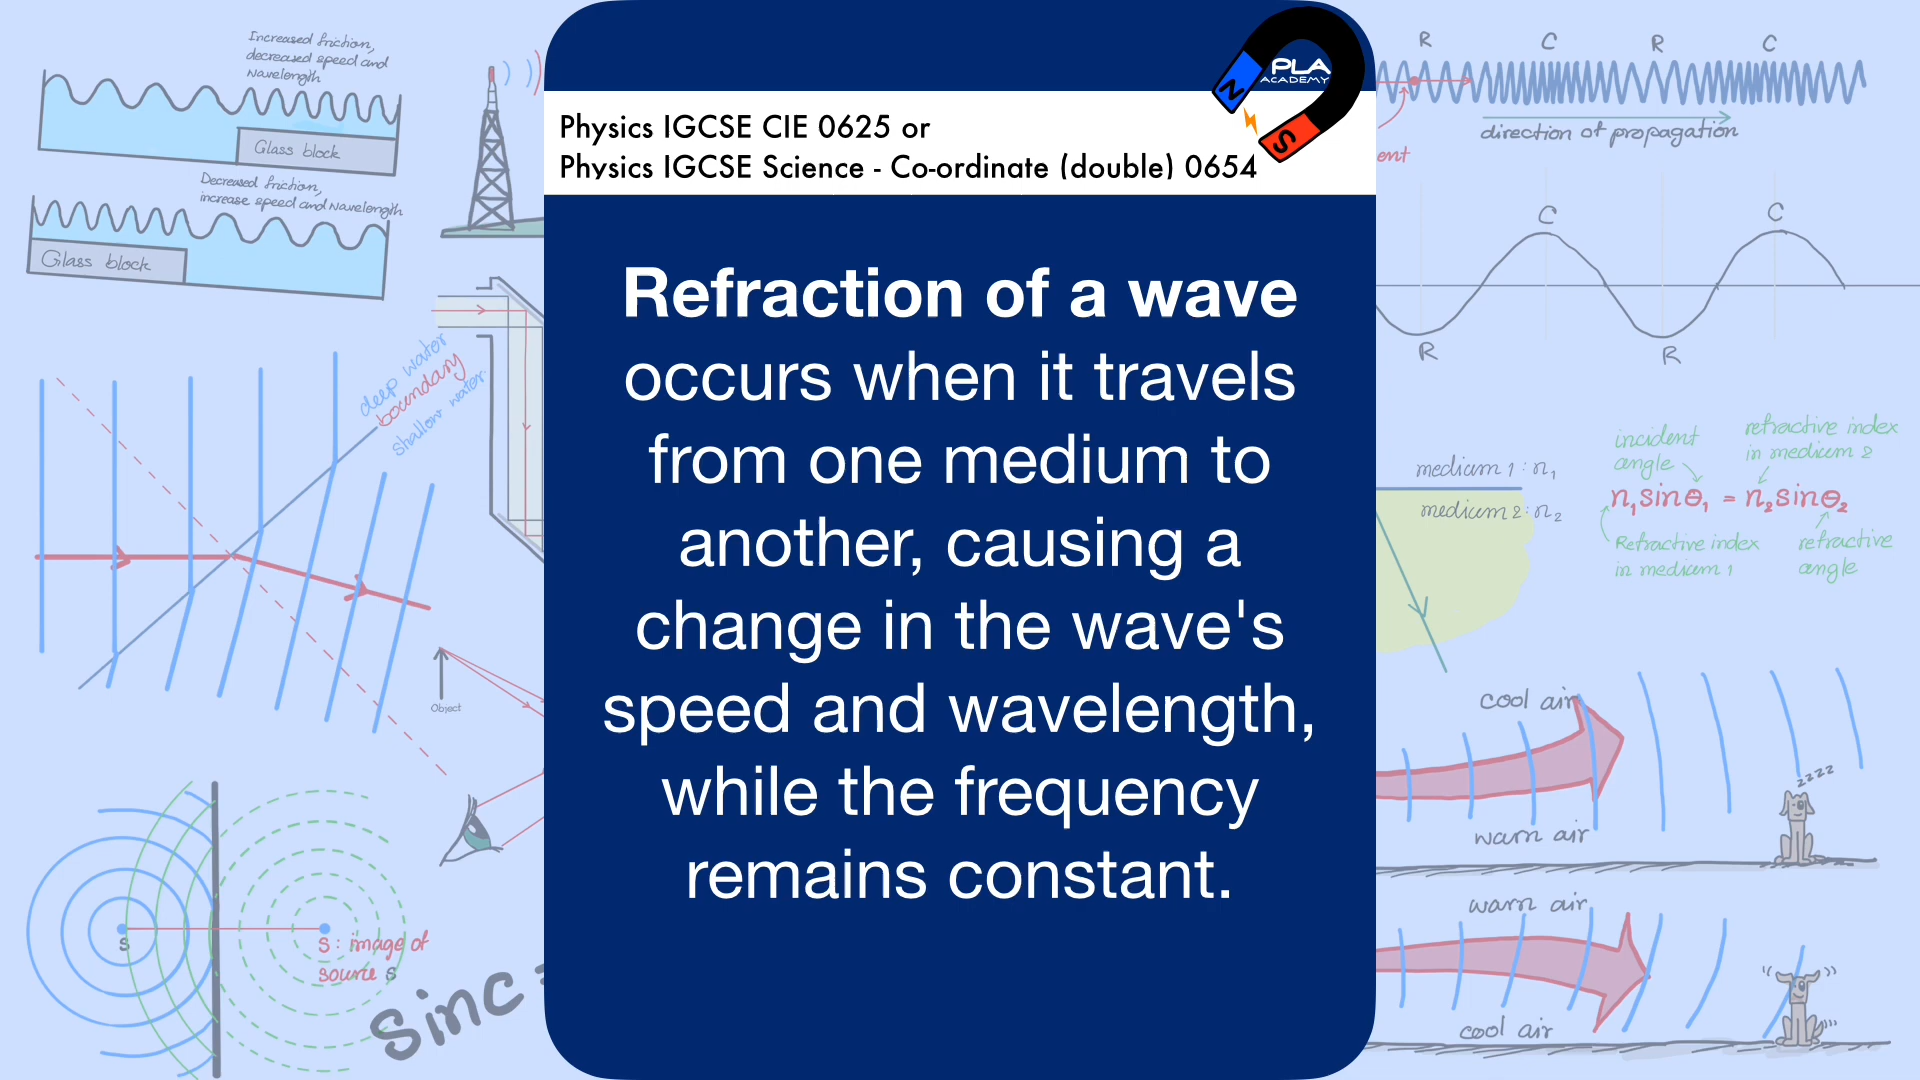 Increased friction,
decreased speed and
wavelength
Glass block
Decreased friction,
increase speed and wavelength
Glass block
deep water
boundary
shallow water
Object
S
S : image of
source S
Sinc =
PLA
ACADEMY
N
S
Physics IGCSE CIE 0625 or
Physics IGCSE Science - Co-ordinate (double) 0654
Refraction of a wave
occurs when it travels
from one medium to
another, causing a
change in the wave's
speed and wavelength,
while the frequency
remains constant.
R C R C
direction of propagation
ent
C C
R R
medium 1 : n₁
medium 2 : n₂
incident
angle
refractive index
in medium 2
n₁sinθ₁ = n₂sinθ₂
Refractive index
in medium 1
refractive
angle
cool air
zzzz
warm air
warm air
cool air